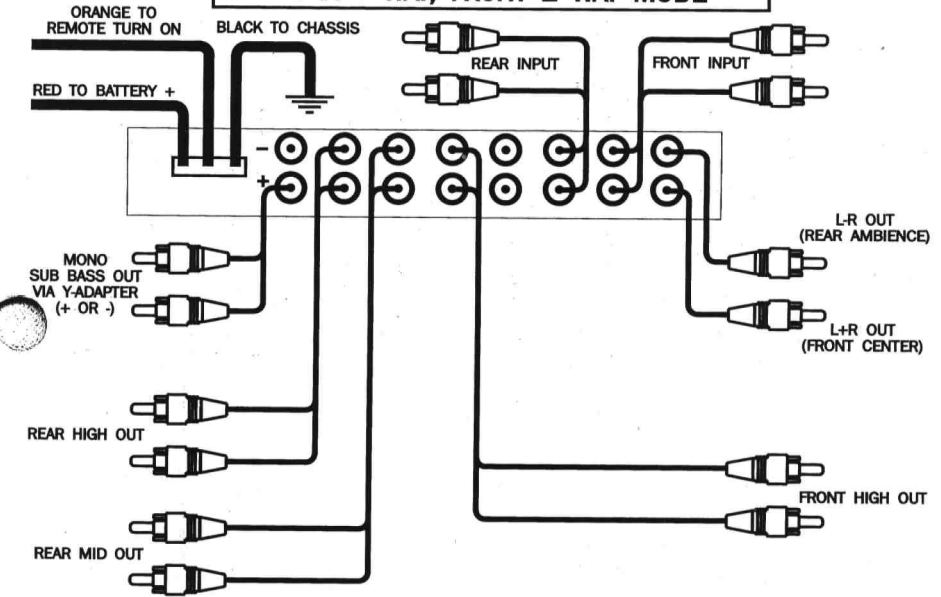 ORANGE TO
REMOTE TURN ON
BLACK TO CHASSIS
RED TO BATTERY +
REAR INPUT
FRONT INPUT
-
+
MONO
SUB BASS OUT
VIA Y-ADAPTER
(+ OR -)
L-R OUT
(REAR AMBIENCE)
L+R OUT
(FRONT CENTER)
REAR HIGH OUT
REAR MID OUT
FRONT HIGH OUT